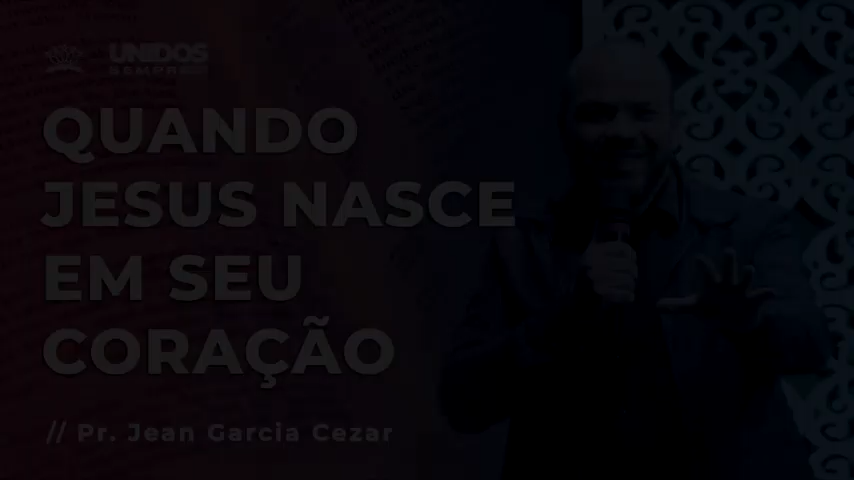 UNIDOS
SEMPRE
QUANDO
JESUS NASCE
EM SEU
CORAÇÃO
// Pr. Jean Garcia Cezar